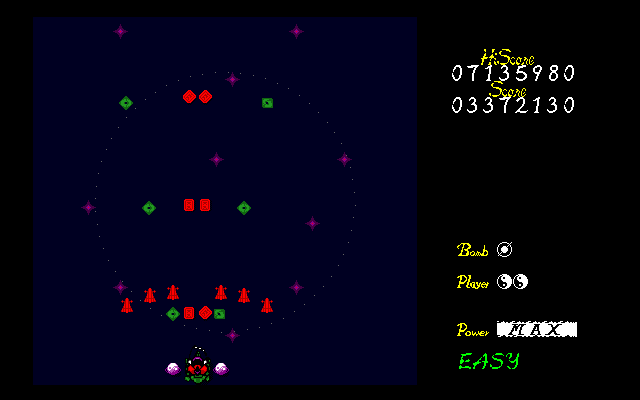 HiScore
07135980
Score
03372130
Bomb
Player
Power MAX
EASY